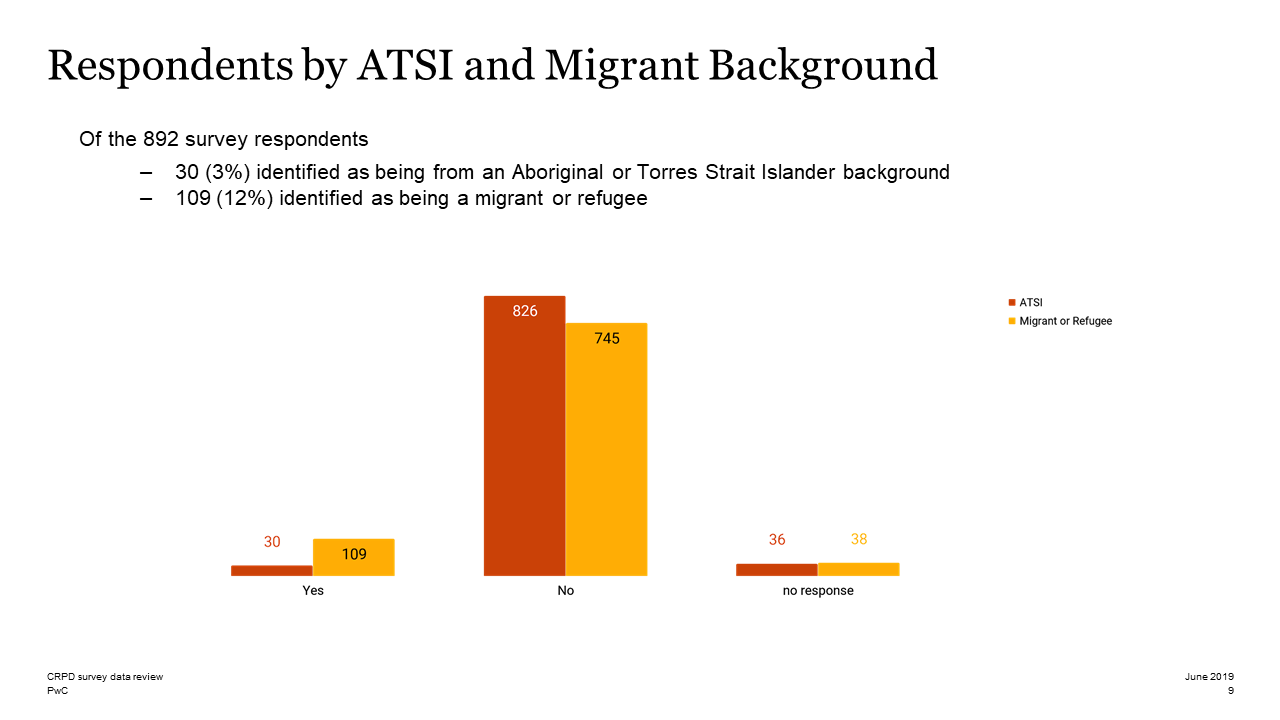 Respondents by ATSI and Migrant Background
Of the 892 survey respondents
– 30 (3%) identified as being from an Aboriginal or Torres Strait Islander background
– 109 (12%) identified as being a migrant or refugee
ATSI
Migrant or Refugee
826
745
30
109
36
38
Yes
No
no response
CRPD survey data review
PwC
June 2019
9